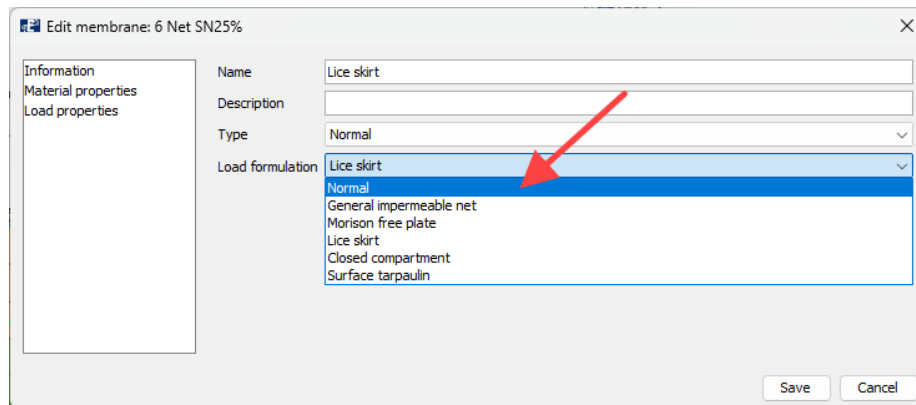 Edit membrane: 6 Net SN25%
Information
Material properties
Load properties
Name
Lice skirt
Description
Type
Normal
Load formulation
Lice skirt
Normal
General impermeable net
Morison free plate
Lice skirt
Closed compartment
Surface tarpaulin
Save
Cancel